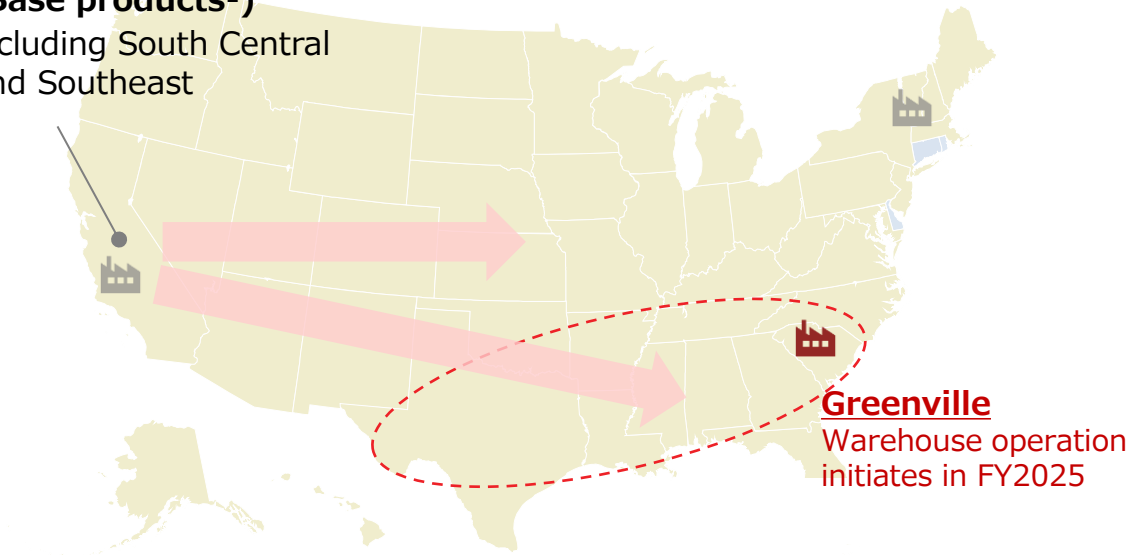 Base products-)
cluding South Central
nd Southeast
Greenville
Warehouse operation
initiates in FY2025